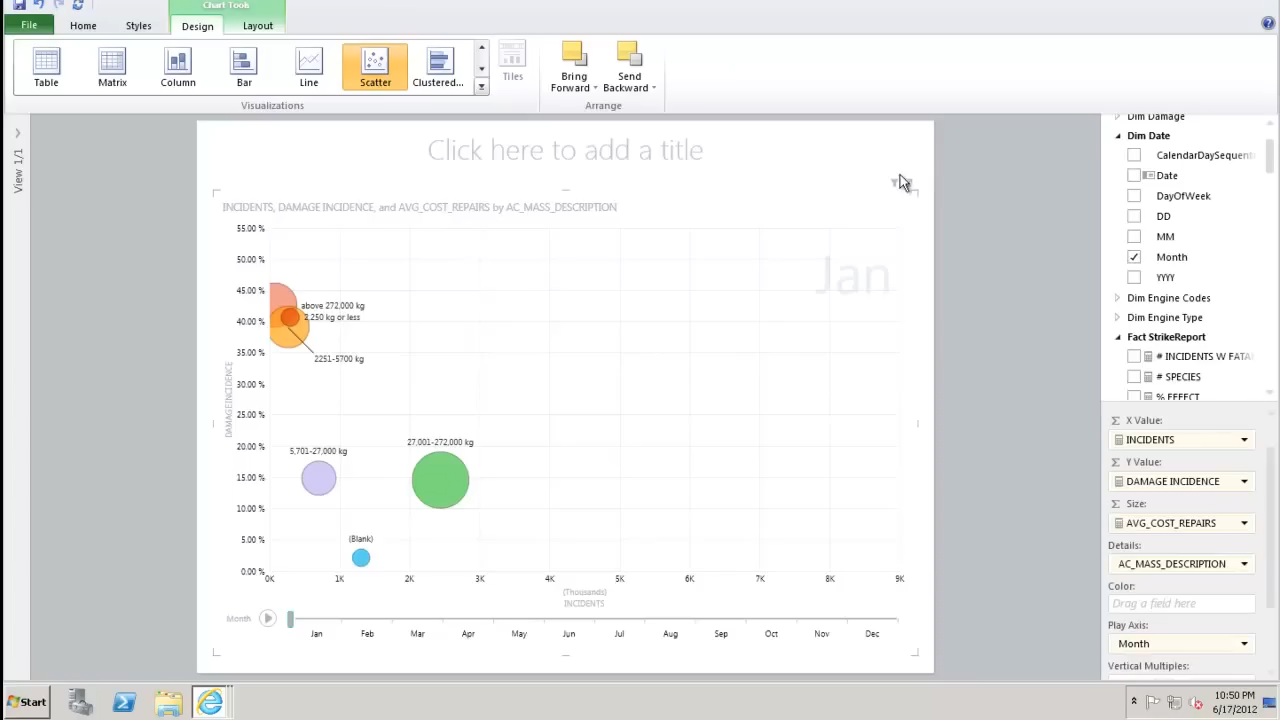 Chart Tools
File Home Styles Design Layout
Table Matrix Column Bar Line Scatter Clustered... Tiles Bring Forward Send Backward
Visualizations Arrange
View 1/1
Click here to add a title
INCIDENTS, DAMAGE INCIDENCE, and AVG_COST_REPAIRS by AC_MASS_DESCRIPTION
55.00 %
50.00 %
45.00 %
40.00 %
35.00 %
30.00 %
25.00 %
20.00 %
15.00 %
10.00 %
5.00 %
0.00 %
DAMAGE INCIDENCE
Jan
above 272,000 kg
2,250 kg or less
2251-5700 kg
5,701-27,000 kg
27,001-272,000 kg
(Blank)
0K 1K 2K 3K 4K 5K 6K 7K 8K 9K
(Thousands)
INCIDENTS
Month
Jan Feb Mar Apr May Jun Jul Aug Sep Oct Nov Dec
Dim Damage
Dim Date
CalendarDaySequent
Date
DayOfWeek
DD
MM
Month
YYYY
Dim Engine Codes
Dim Engine Type
Fact StrikeReport
# INCIDENTS W FATA
# SPECIES
% EFFECT
X Value:
INCIDENTS
Y Value:
DAMAGE INCIDENCE
Size:
AVG_COST_REPAIRS
Details:
AC_MASS_DESCRIPTION
Color:
Drag a field here
Play Axis:
Month
Vertical Multiples:
Start
10:50 PM
6/17/2012